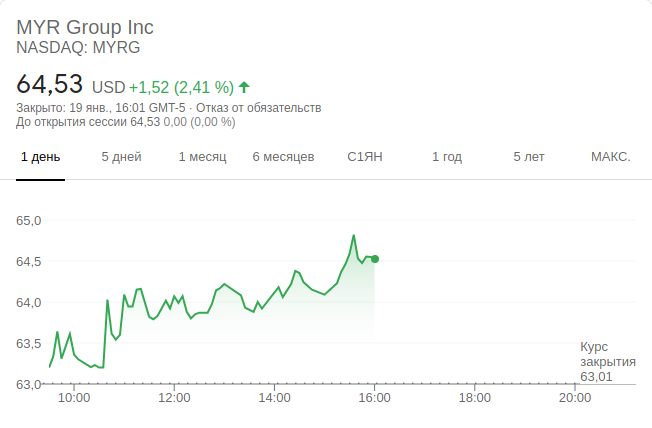 MYR Group Inc
NASDAQ: MYRG
64,53 USD +1,52 (2,41 %)
Закрыто: 19 янв., 16:01 GMT-5 · Отказ от обязательств
До открытия сессии 64,53 0,00 (0,00 %)
1 день 5 дней 1 месяц 6 месяцев С1ЯН 1 год 5 лет МАКС.
65,0
64,5
64,0
63,5
63,0
Курс
закрытия
63,01
10:00 12:00 14:00 16:00 18:00 20:00